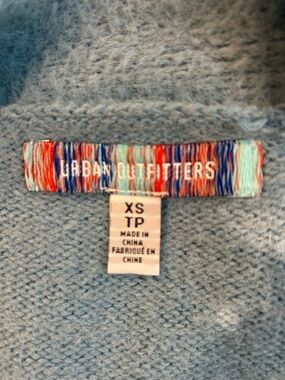 URBAN OUTFITTERS
XS
TP
MADE IN
CHINA
FABRIQUÉ EN
CHINE